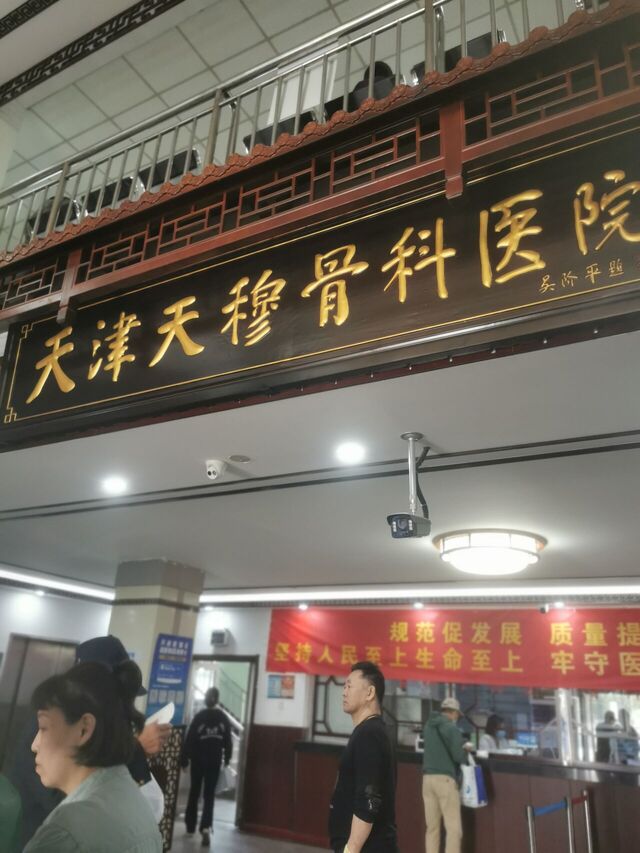 天津天穆骨科医院
吴阶平题
规范促发展 质量提
坚持人民至上生命至上 牢守医